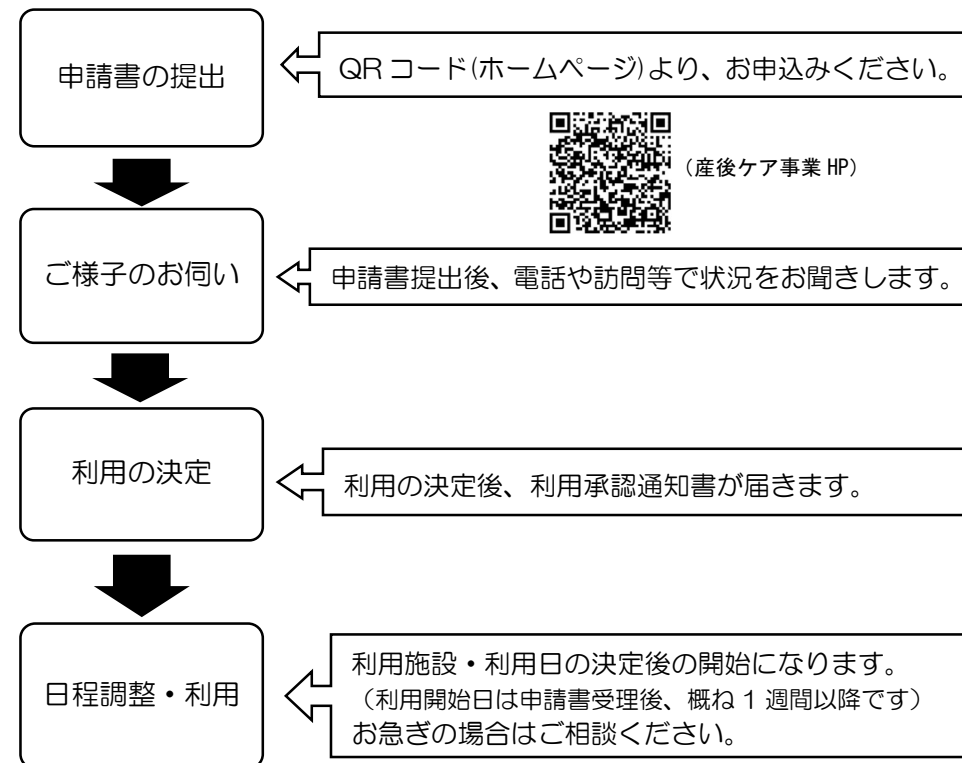 申請書の提出
QRコード(ホームページ)より、お申込みください。
（産後ケア事業HP）
ご様子のお伺い
申請書提出後、電話や訪問等で状況をお聞きします。
利用の決定
利用の決定後、利用承認通知書が届きます。
日程調整・利用
利用施設・利用日の決定後の開始になります。
（利用開始日は申請書受理後、概ね1週間以降です）
お急ぎの場合はご相談ください。